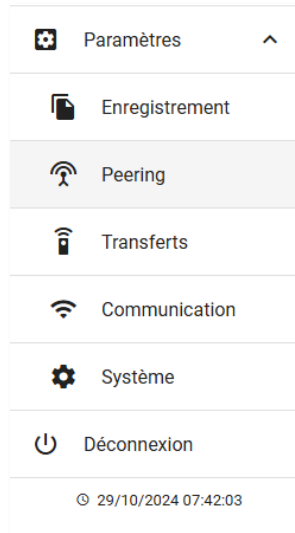 Paramètres
Enregistrement
Peering
Transferts
Communication
Système
Déconnexion
29/10/2024 07:42:03